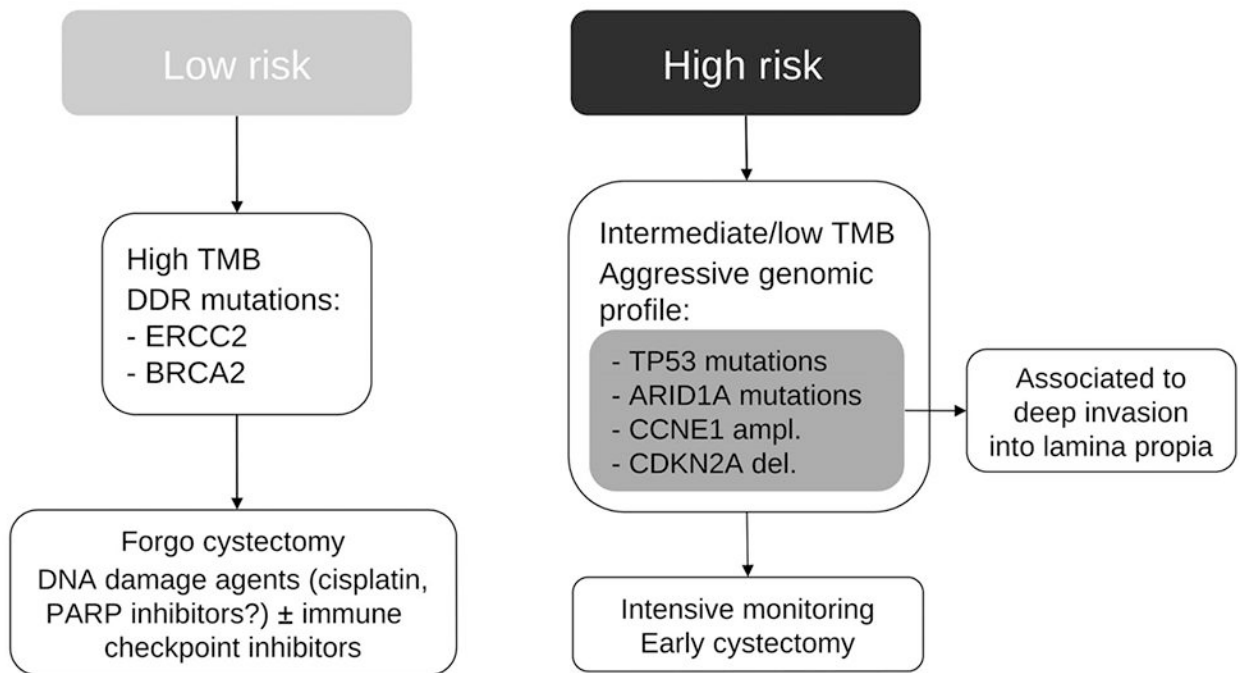 Low risk
High TMB
DDR mutations:
- ERCC2
- BRCA2
Forgo cystectomy
DNA damage agents (cisplatin,
PARP inhibitors?) ± immune
checkpoint inhibitors
High risk
Intermediate/low TMB
Aggressive genomic
profile:
- TP53 mutations
- ARID1A mutations
- CCNE1 ampl.
- CDKN2A del.
Associated to
deep invasion
into lamina propia
Intensive monitoring
Early cystectomy